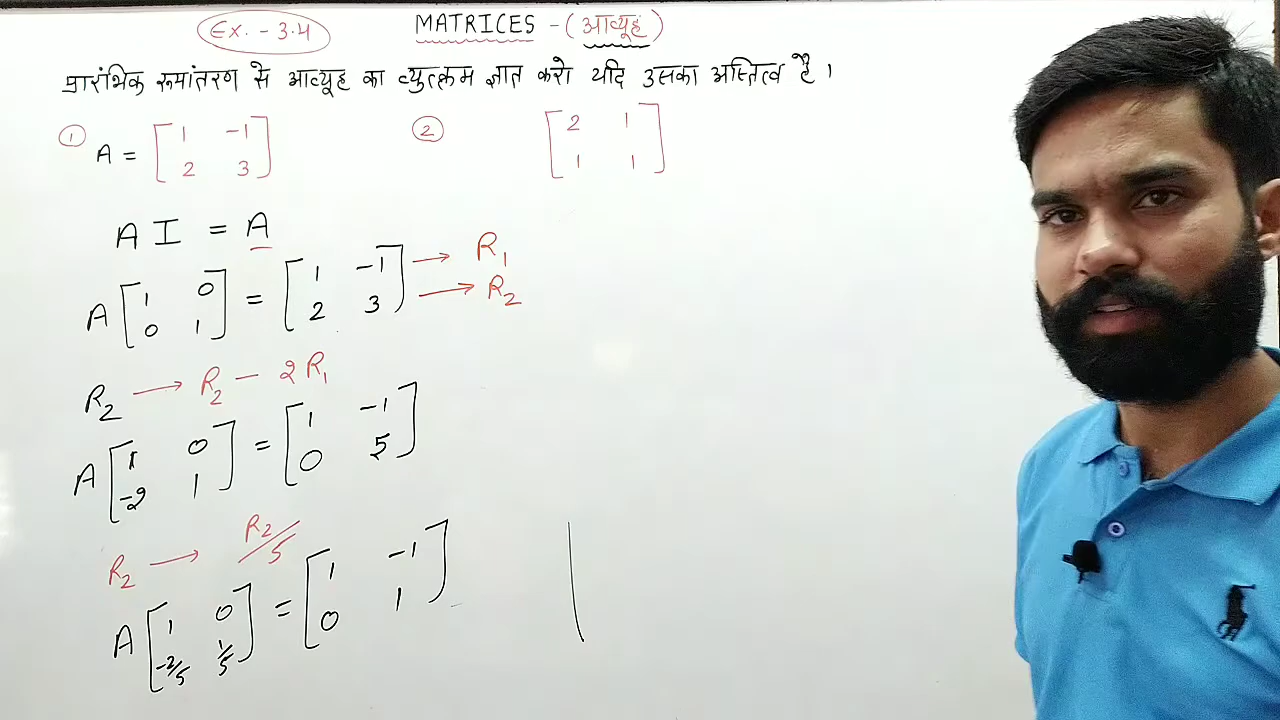 Ex. - 3.4
MATRICES - (आव्यूह)
प्रारंभिक रूपांतरण से आव्यूह का व्युत्क्रम ज्ञात करो यदि उसका अस्तित्व है।
① A = [ 1 -1
2 3 ]
② [ 2 1
1 1 ]
A I = A
A [ 1 0
0 1 ] = [ 1 -1
2 3 ] → R1
→ R2
R2 → R2 - 2 R1
A [ 1 0
-2 1 ] = [ 1 -1
0 5 ]
R2 → R2/5
A [ 1 0
-2/5 1/5 ] = [ 1 -1
0 1 ]